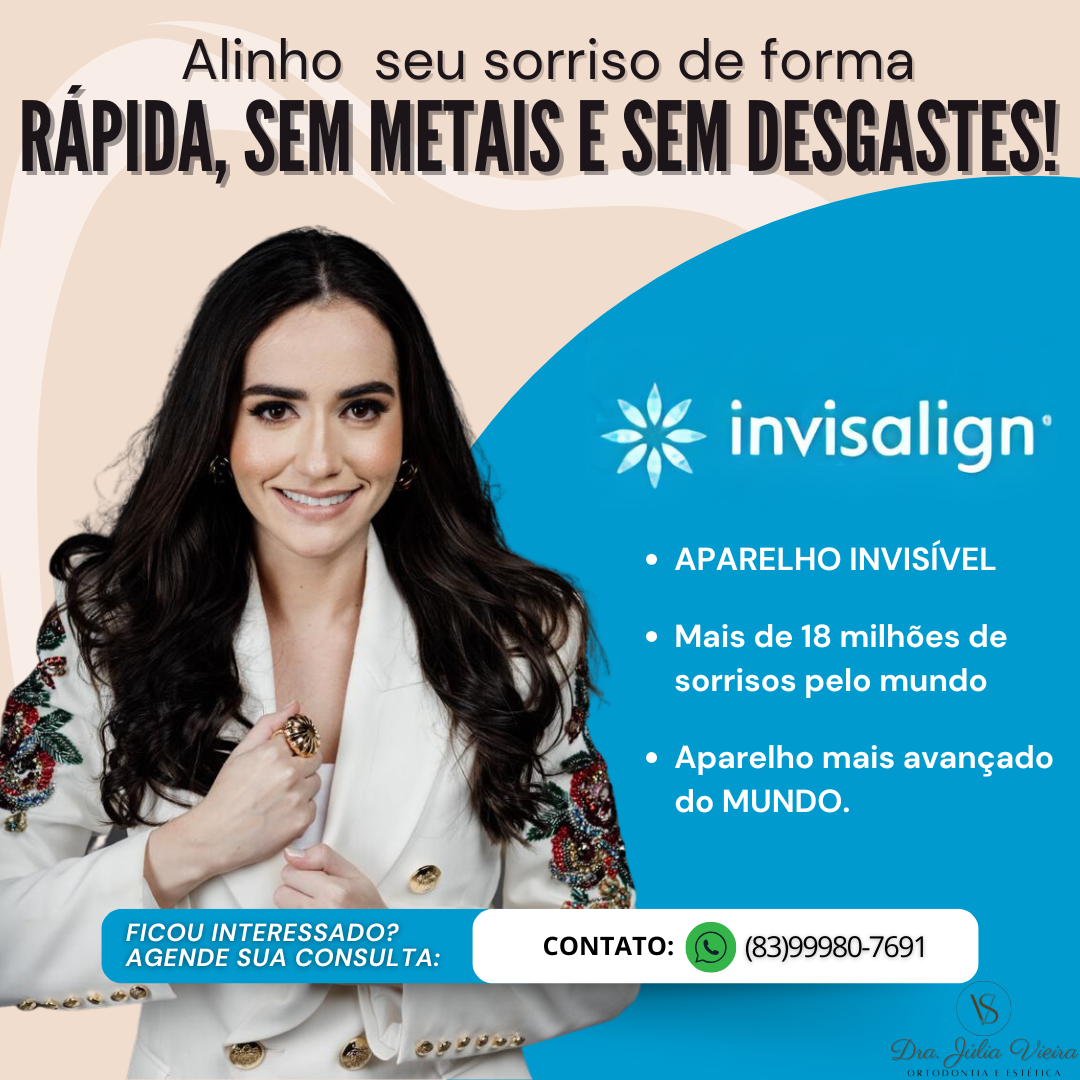 Alinho seu sorriso de forma
RÁPIDA, SEM METAIS E SEM DESGASTES!
invisalign
• APARELHO INVISÍVEL
• Mais de 18 milhões de
sorrisos pelo mundo
• Aparelho mais avançado
do MUNDO.
FICOU INTERESSADO?
AGENDE SUA CONSULTA:
CONTATO: (83)99980-7691
VS
Dra. Júlia Vieira
ORTODONTIA E ESTÉTICA